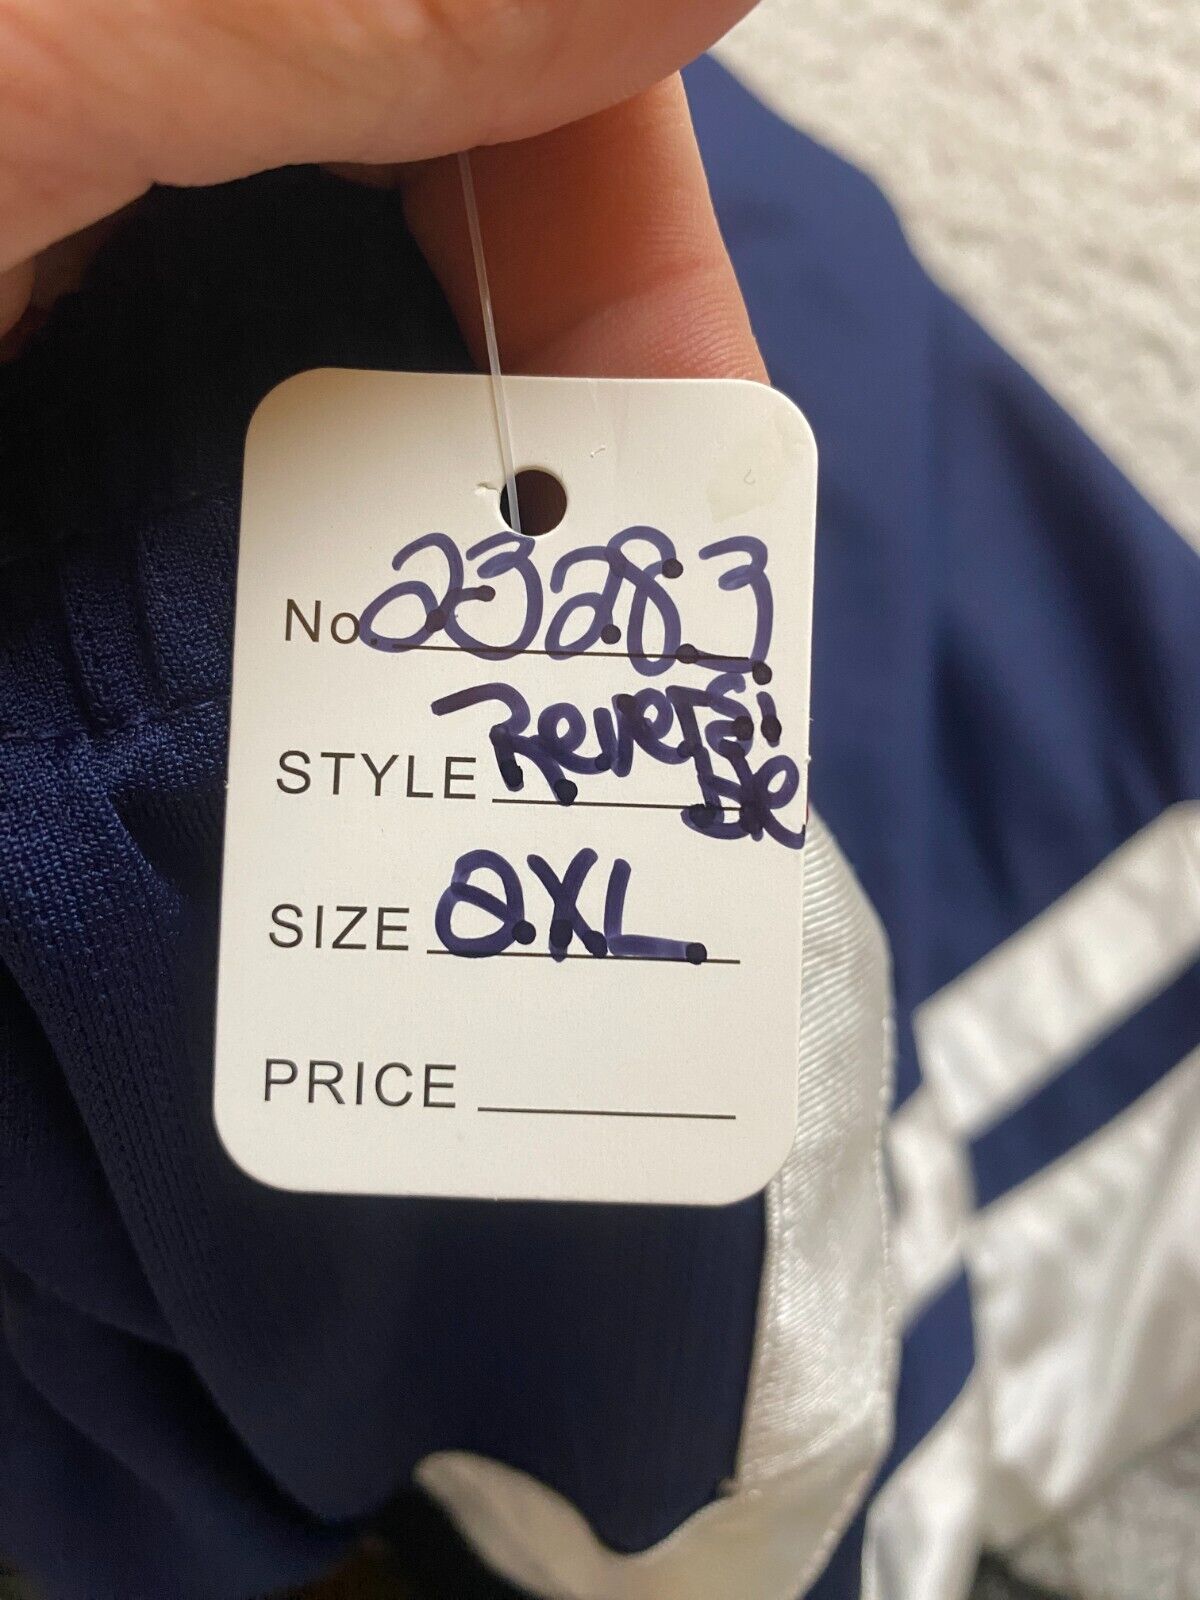 No. 23283
STYLE Reversi
ble
SIZE 2XL
PRICE